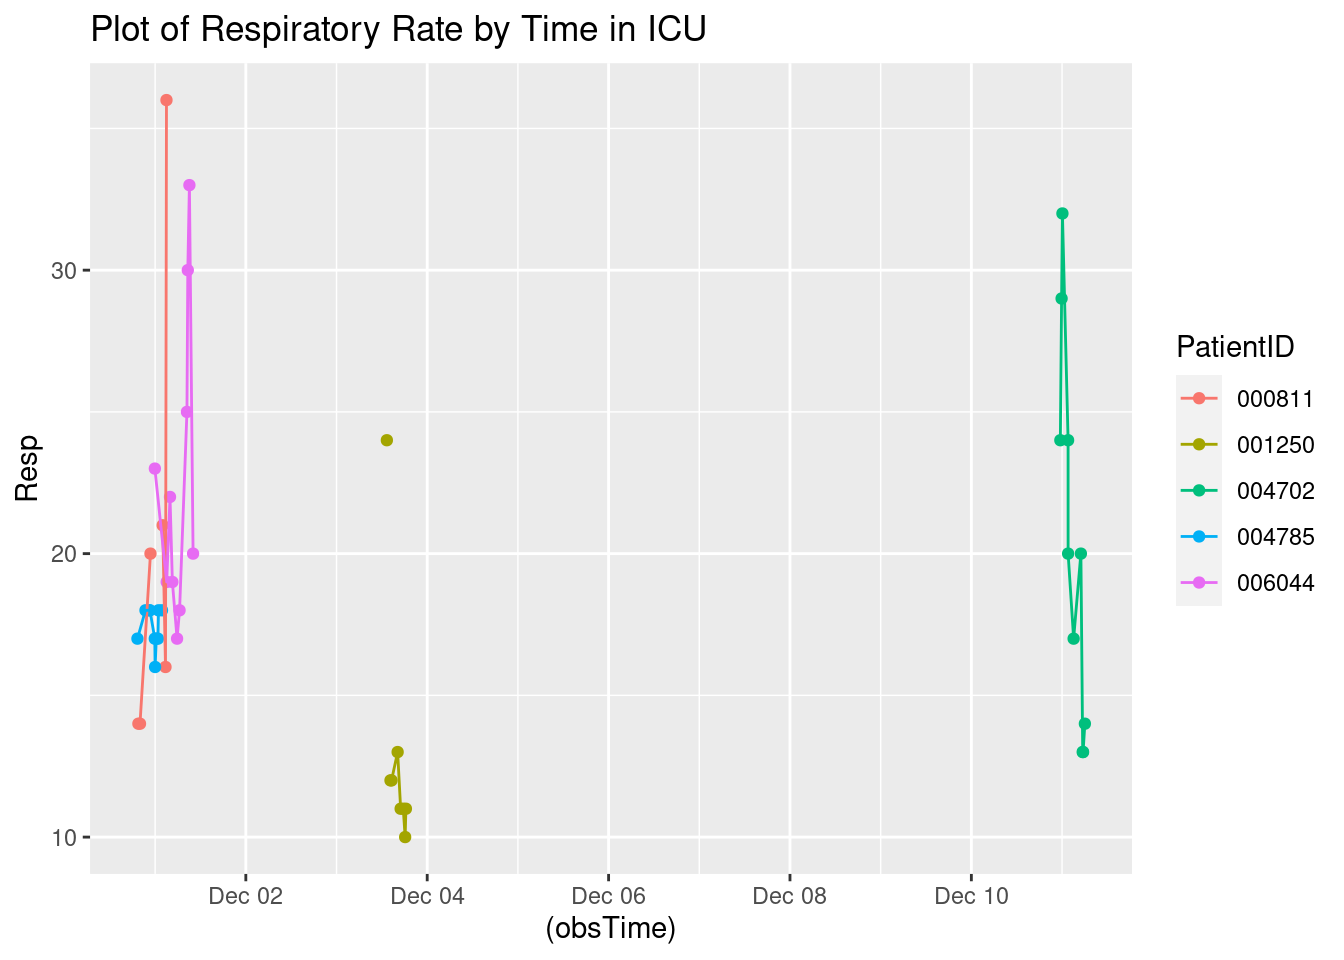 Plot of Respiratory Rate by Time in ICU
Resp
30
20
10
Dec 02
Dec 04
Dec 06
Dec 08
Dec 10
(obsTime)
PatientID
000811
001250
004702
004785
006044